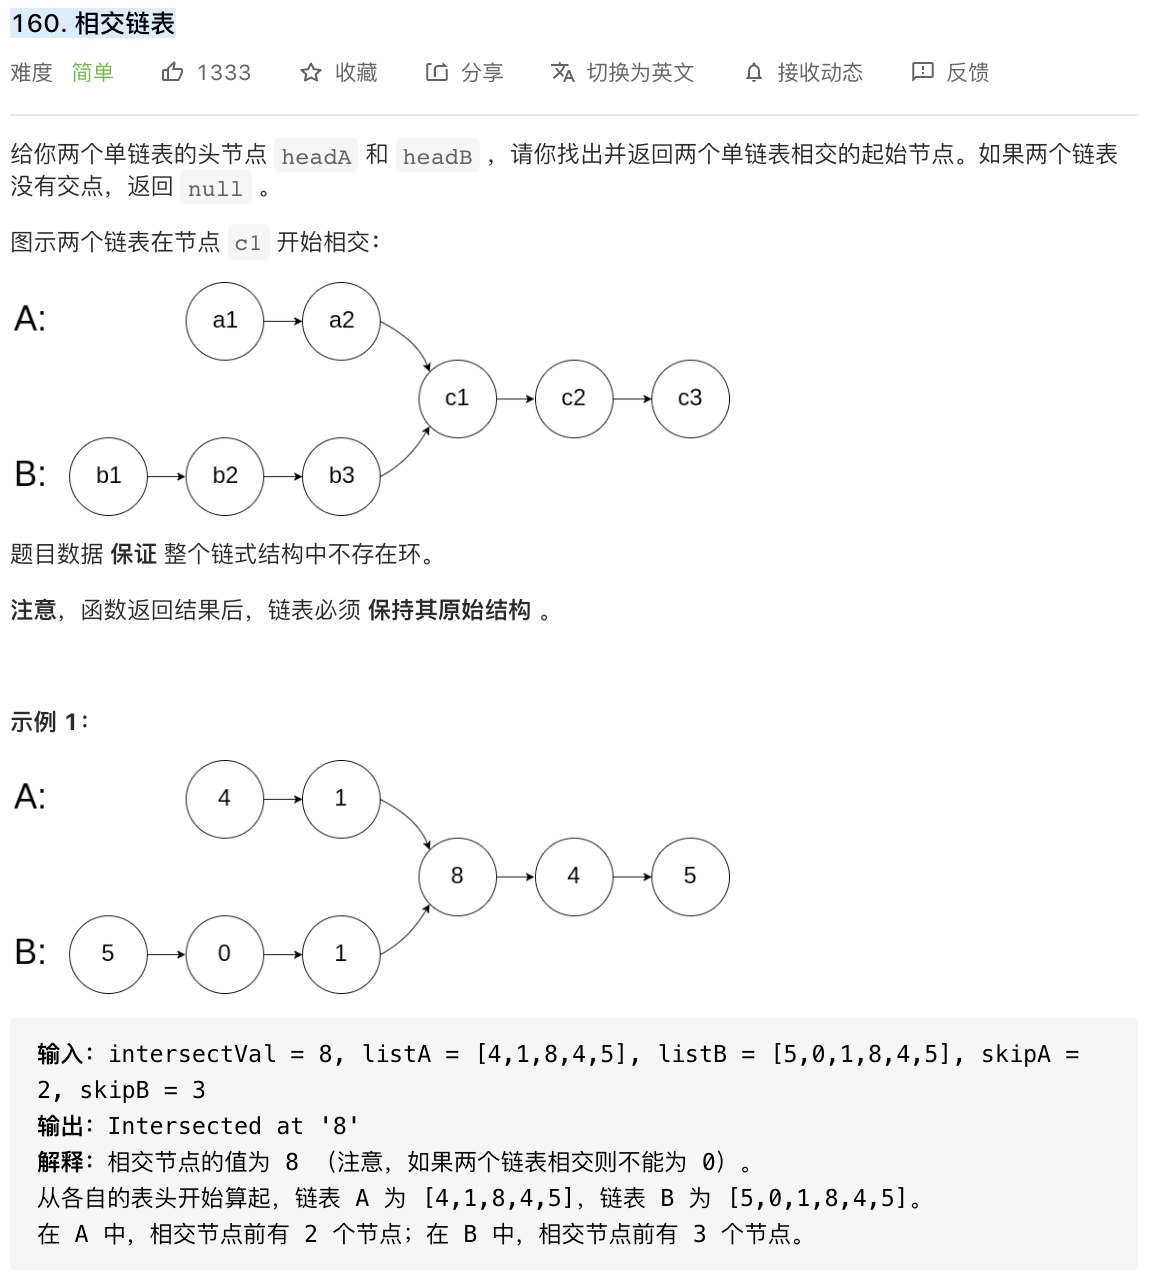 160. 相交链表
难度 简单 1333 收藏 分享 切换为英文 接收动态 反馈
给你两个单链表的头节点 headA 和 headB ，请你找出并返回两个单链表相交的起始节点。如果两个链表
没有交点，返回 null 。
图示两个链表在节点 c1 开始相交：
A: a1 a2
c1 c2 c3
B: b1 b2 b3
题目数据 保证 整个链式结构中不存在环。
注意，函数返回结果后，链表必须 保持其原始结构 。
示例 1：
A: 4 1
8 4 5
B: 5 0 1
输入：intersectVal = 8, listA = [4,1,8,4,5], listB = [5,0,1,8,4,5], skipA =
2, skipB = 3
输出：Intersected at '8'
解释：相交节点的值为 8 （注意，如果两个链表相交则不能为 0）。
从各自的表头开始算起，链表 A 为 [4,1,8,4,5]，链表 B 为 [5,0,1,8,4,5]。
在 A 中，相交节点前有 2 个节点；在 B 中，相交节点前有 3 个节点。